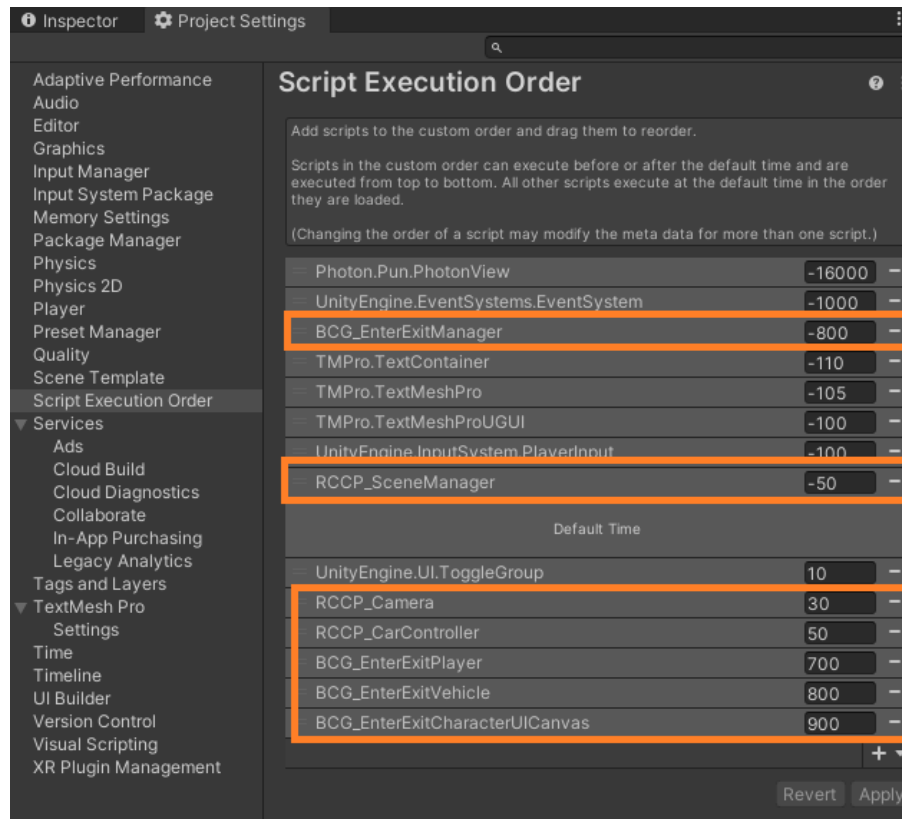 Inspector
Project Settings
Adaptive Performance
Audio
Editor
Graphics
Input Manager
Input System Package
Memory Settings
Package Manager
Physics
Physics 2D
Player
Preset Manager
Quality
Scene Template
Script Execution Order
Services
Ads
Cloud Build
Cloud Diagnostics
Collaborate
In-App Purchasing
Legacy Analytics
Tags and Layers
TextMesh Pro
Settings
Time
Timeline
UI Builder
Version Control
Visual Scripting
XR Plugin Management
Script Execution Order
Add scripts to the custom order and drag them to reorder.
Scripts in the custom order can execute before or after the default time and are
executed from top to bottom. All other scripts execute at the default time in the order
they are loaded.
(Changing the order of a script may modify the meta data for more than one script.)
Photon.Pun.PhotonView -16000
UnityEngine.EventSystems.EventSystem -1000
BCG_EnterExitManager -800
TMPro.TextContainer -110
TMPro.TextMeshPro -105
TMPro.TextMeshProUGUI -100
UnityEngine.InputSystem.PlayerInput -100
RCCP_SceneManager -50
Default Time
UnityEngine.UI.ToggleGroup 10
RCCP_Camera 30
RCCP_CarController 50
BCG_EnterExitPlayer 700
BCG_EnterExitVehicle 800
BCG_EnterExitCharacterUICanvas 900
Revert Apply